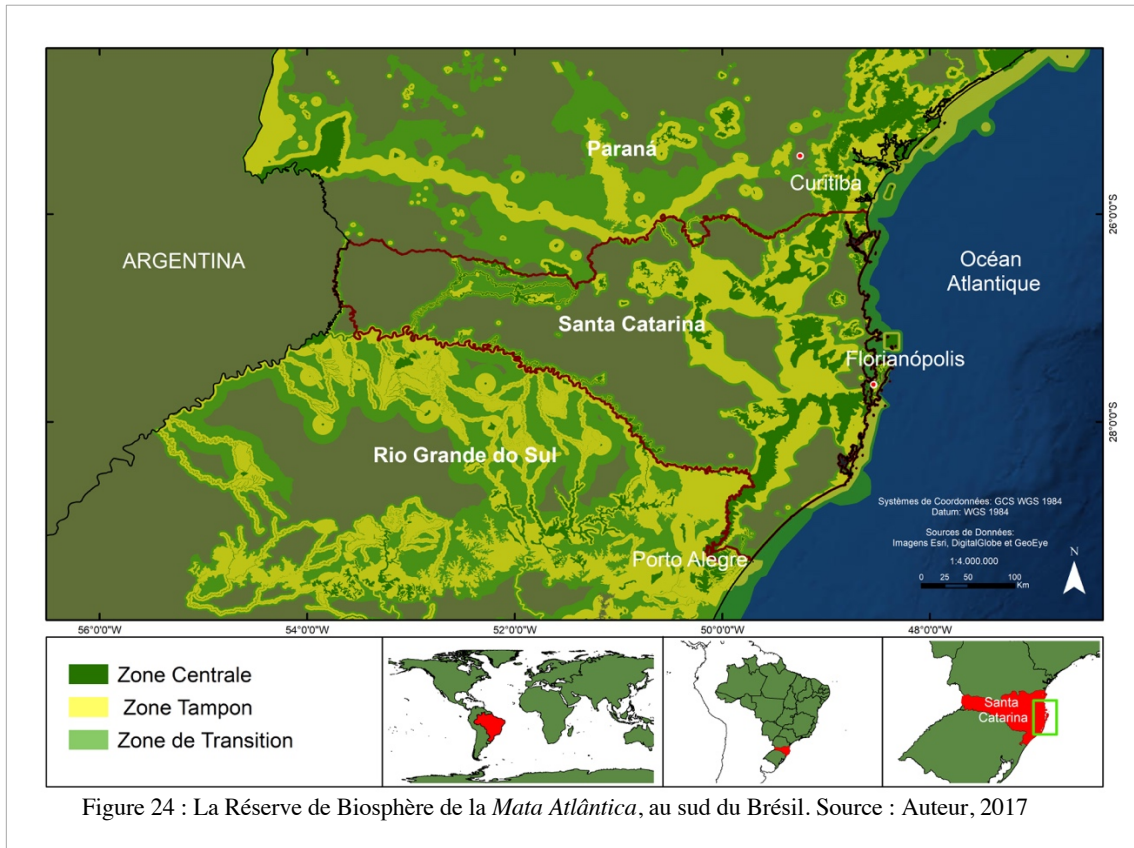 Paraná
Curitiba
26°0'0"S
ARGENTINA
Océan
Atlantique
Santa Catarina
Florianópolis
28°0'0"S
Rio Grande do Sul
Systèmes de Coordonnées: GCS WGS 1984
Datum: WGS 1984
Sources de Données:
Imagens Esri, DigitalGlobe et GeoEye
1:4.000.000
N
Porto Alegre
0 25 50 100
Km
56°0'0"W 54°0'0"W 52°0'0"W 50°0'0"W 48°0'0"W
Zone Centrale
Zone Tampon
Zone de Transition
Santa
Catarina
Figure 24 : La Réserve de Biosphère de la Mata Atlântica, au sud du Brésil. Source : Auteur, 2017